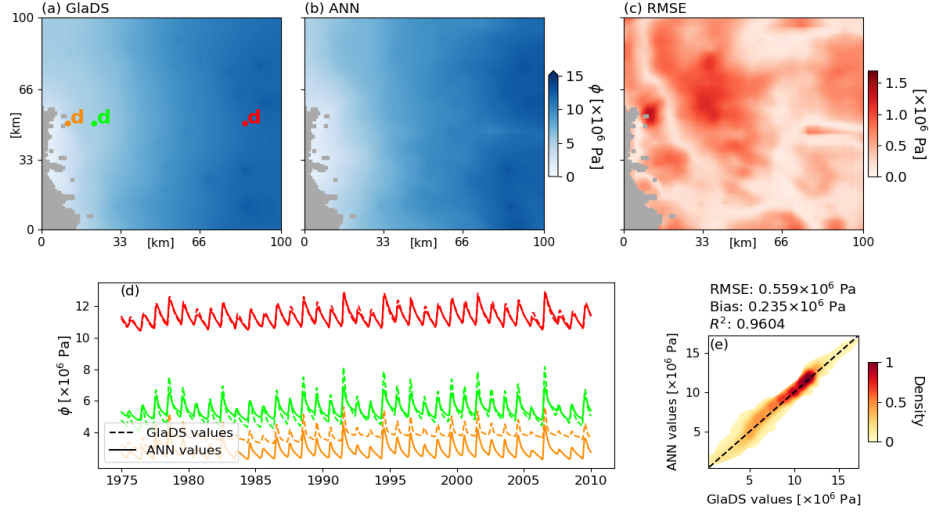 (a) GlaDS
(b) ANN
(c) RMSE
100
66
[km]
33
0
d
d
d
0 33 [km] 66 100
0 33 [km] 66 100
0 33 [km] 66 100
15
10
5
0
ϕ [×10⁶ Pa]
1.5
1.0
0.5
0.0
[×10⁶ Pa]
(d)
12
10
8
6
4
ϕ [×10⁶ Pa]
GlaDS values
ANN values
1975 1980 1985 1990 1995 2000 2005 2010
RMSE: 0.559×10⁶ Pa
Bias: 0.235×10⁶ Pa
R²: 0.9604
(e)
15
10
5
ANN values [×10⁶ Pa]
5 10 15
GlaDS values [×10⁶ Pa]
1
0.5
0
Density